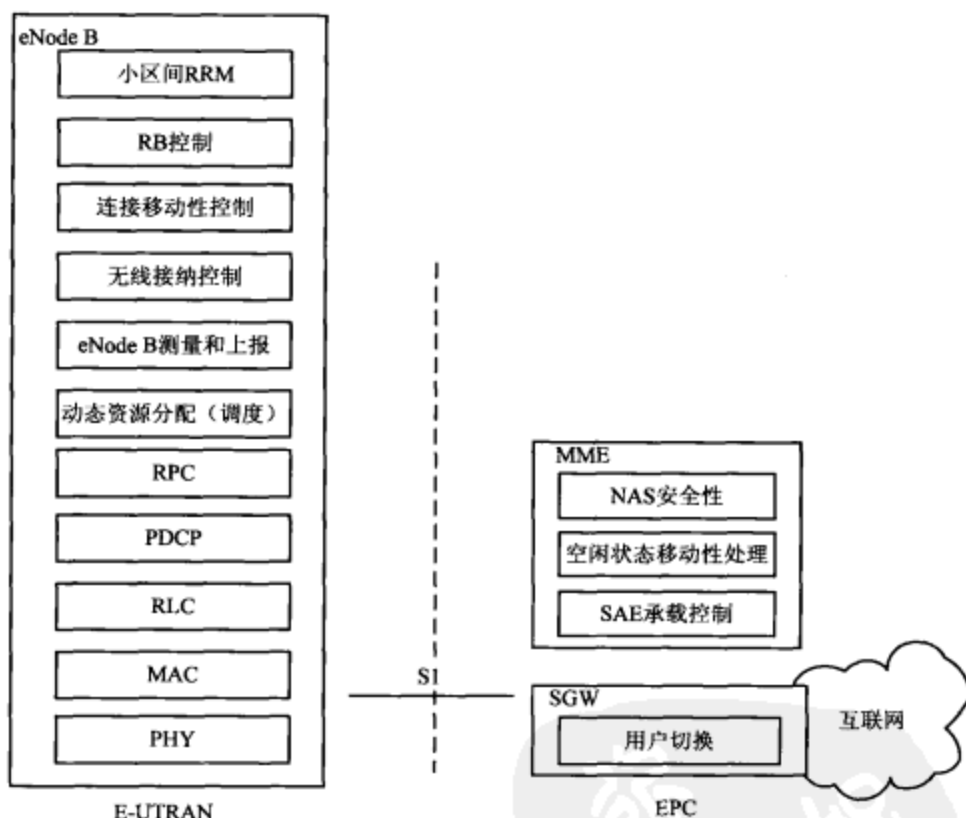 eNode B
小区间RRM
RB控制
连接移动性控制
无线接纳控制
eNode B测量和上报
动态资源分配（调度）
RPC
PDCP
RLC
MAC
PHY
E-UTRAN
S1
MME
NAS安全性
空闲状态移动性处理
SAE承载控制
SGW
用户切换
互联网
EPC